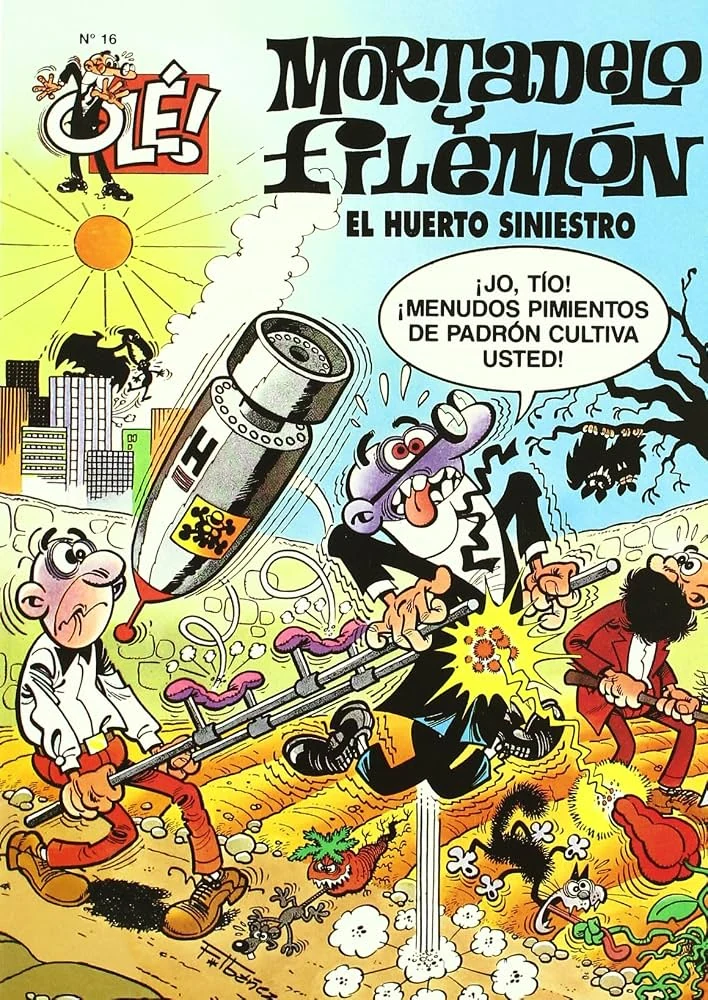 Nº 16
OLÉ!
MORTADELO
Y
FILEMÓN
EL HUERTO SINIESTRO
¡JO, TÍO!
¡MENUDOS PIMIENTOS
DE PADRÓN CULTIVA
USTED!
H
F. Ibáñez